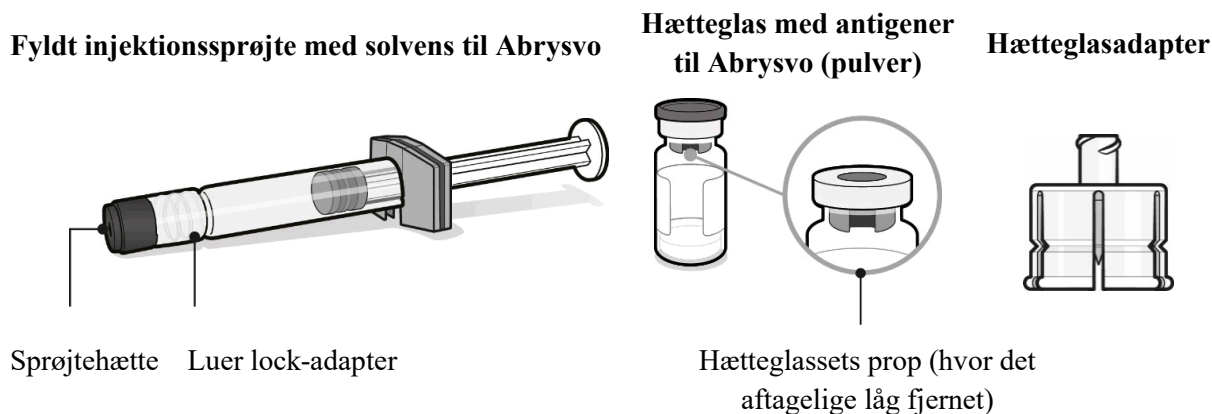 Fyldt injektionssprøjte med solvens til Abrysvo
Hætteglas med antigener
til Abrysvo (pulver)
Hætteglasadapter
Sprøjtehætte
Luer lock-adapter
Hætteglassets prop (hvor det
aftagelige låg fjernet)